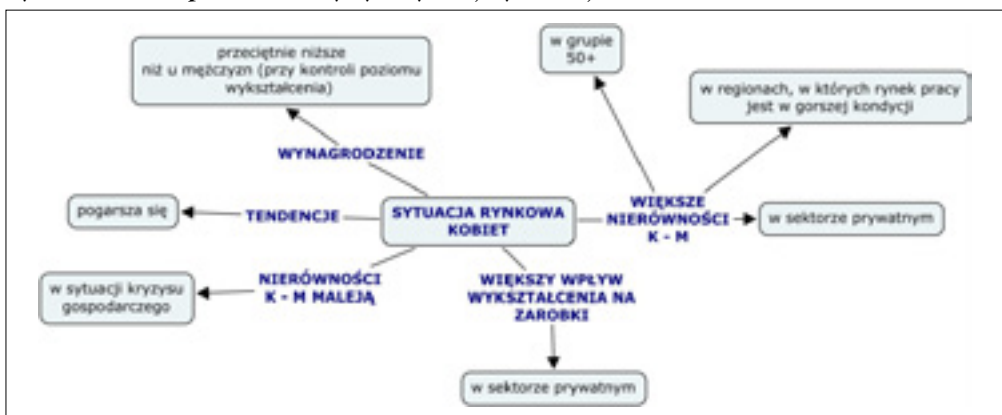 przeciętnie niższe
niż u mężczyzn (przy kontroli poziomu
wykształcenia)
w grupie
50+
w regionach, w których rynek pracy
jest w gorszej kondycji
WYNAGRODZENIE
pogarsza się
TENDENCJE
SYTUACJA RYNKOWA
KOBIET
WIĘKSZE
NIERÓWNOŚCI
K - M
w sektorze prywatnym
w sytuacji kryzysu
gospodarczego
NIERÓWNOŚCI
K - M MALEJĄ
WIĘKSZY WPŁYW
WYKSZTAŁCENIA NA
ZAROBKI
w sektorze prywatnym